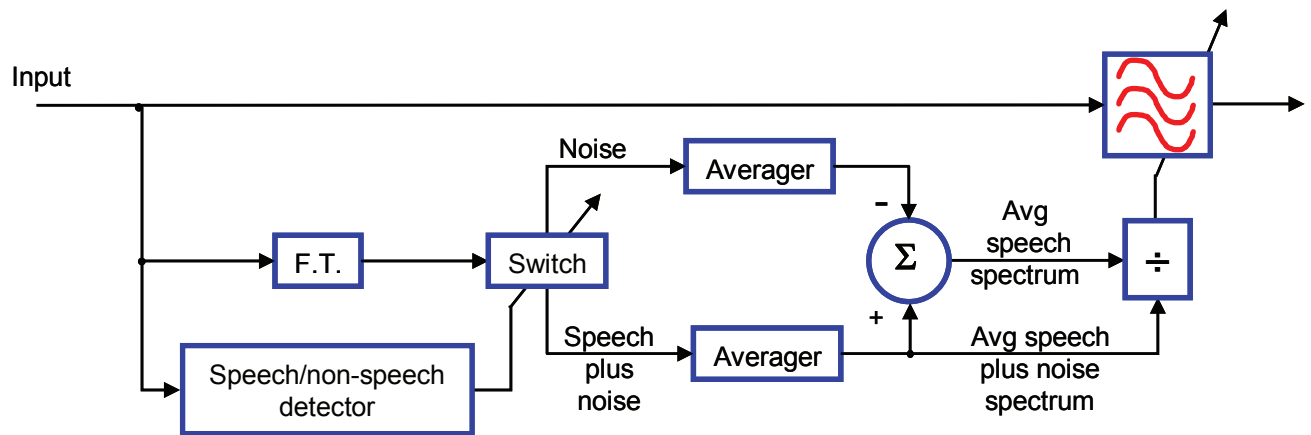 Input
Noise
Averager
-
Avg
speech
spectrum
F.T.
Switch
Σ
÷
+
Speech
plus
noise
Averager
Avg speech
plus noise
spectrum
Speech/non-speech
detector